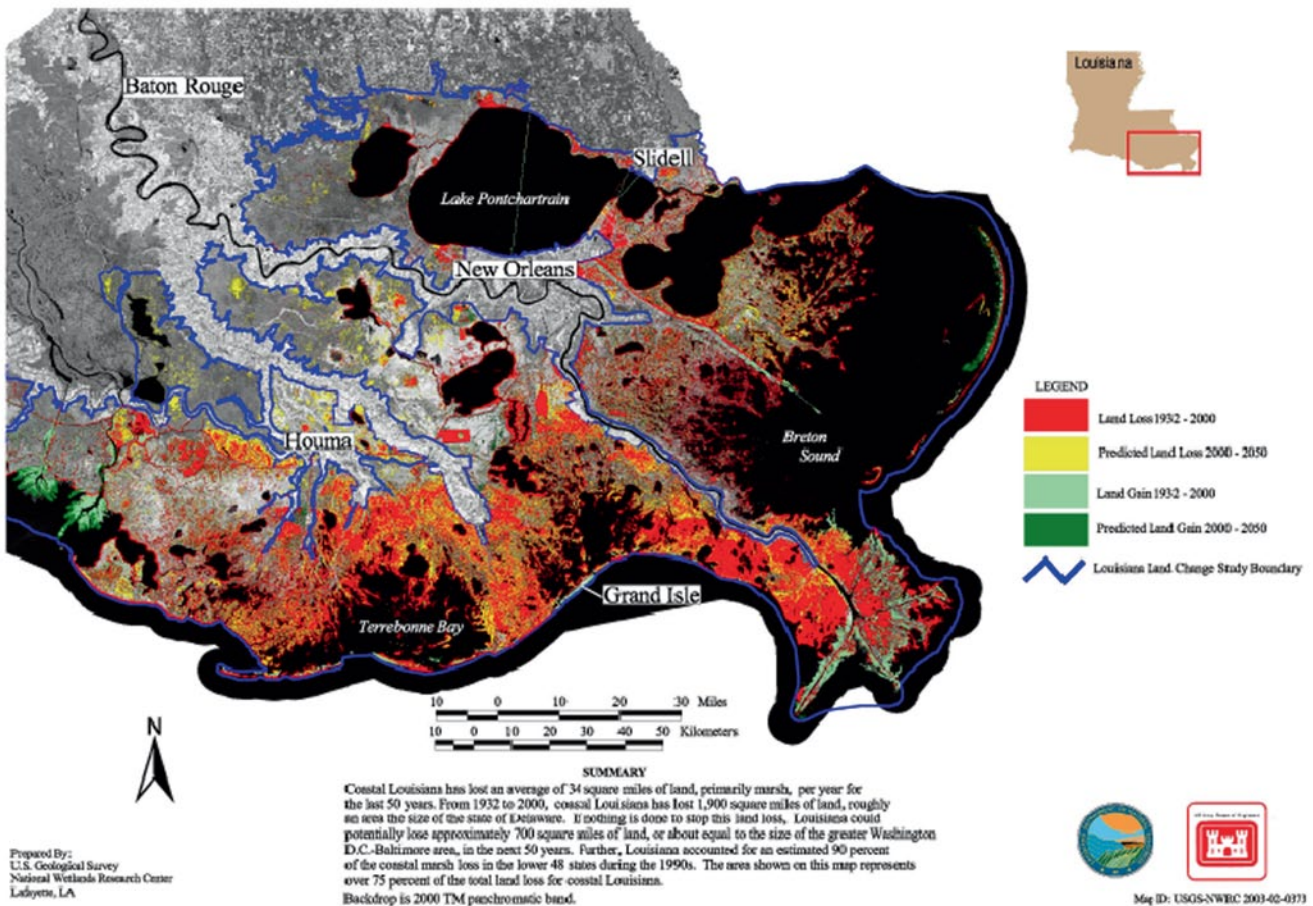 Louisiana
Baton Rouge
Slidell
Lake Pontchartrain
New Orleans
Houma
Breton
Sound
Grand Isle
Terrebonne Bay
LEGEND
Land Loss 1932 - 2000
Predicted Land Loss 2000 - 2050
Land Gain 1932 - 2000
Predicted Land Gain 2000 - 2050
Louisiana Land Change Study Boundary
10 0 10 20 30 Miles
10 0 10 20 30 40 50 Kilometers
N
SUMMARY
Coastal Louisiana has lost an average of 34 square miles of land, primarily marsh, per year for
the last 50 years. From 1932 to 2000, coastal Louisiana has lost 1,900 square miles of land, roughly
an area the size of the state of Delaware. If nothing is done to stop this land loss, Louisiana could
potentially lose approximately 700 square miles of land, or about equal to the size of the greater Washington
D.C.-Baltimore area, in the next 50 years. Further, Louisiana accounted for an estimated 90 percent
of the coastal marsh loss in the lower 48 states during the 1990s. The area shown on this map represents
over 75 percent of the total land loss for coastal Louisiana.
Backdrop is 2000 TM panchromatic band.
Prepared By:
U.S. Geological Survey
National Wetlands Research Center
Lafayette, LA
Map ID: USGS-NWRC 2003-02-0373